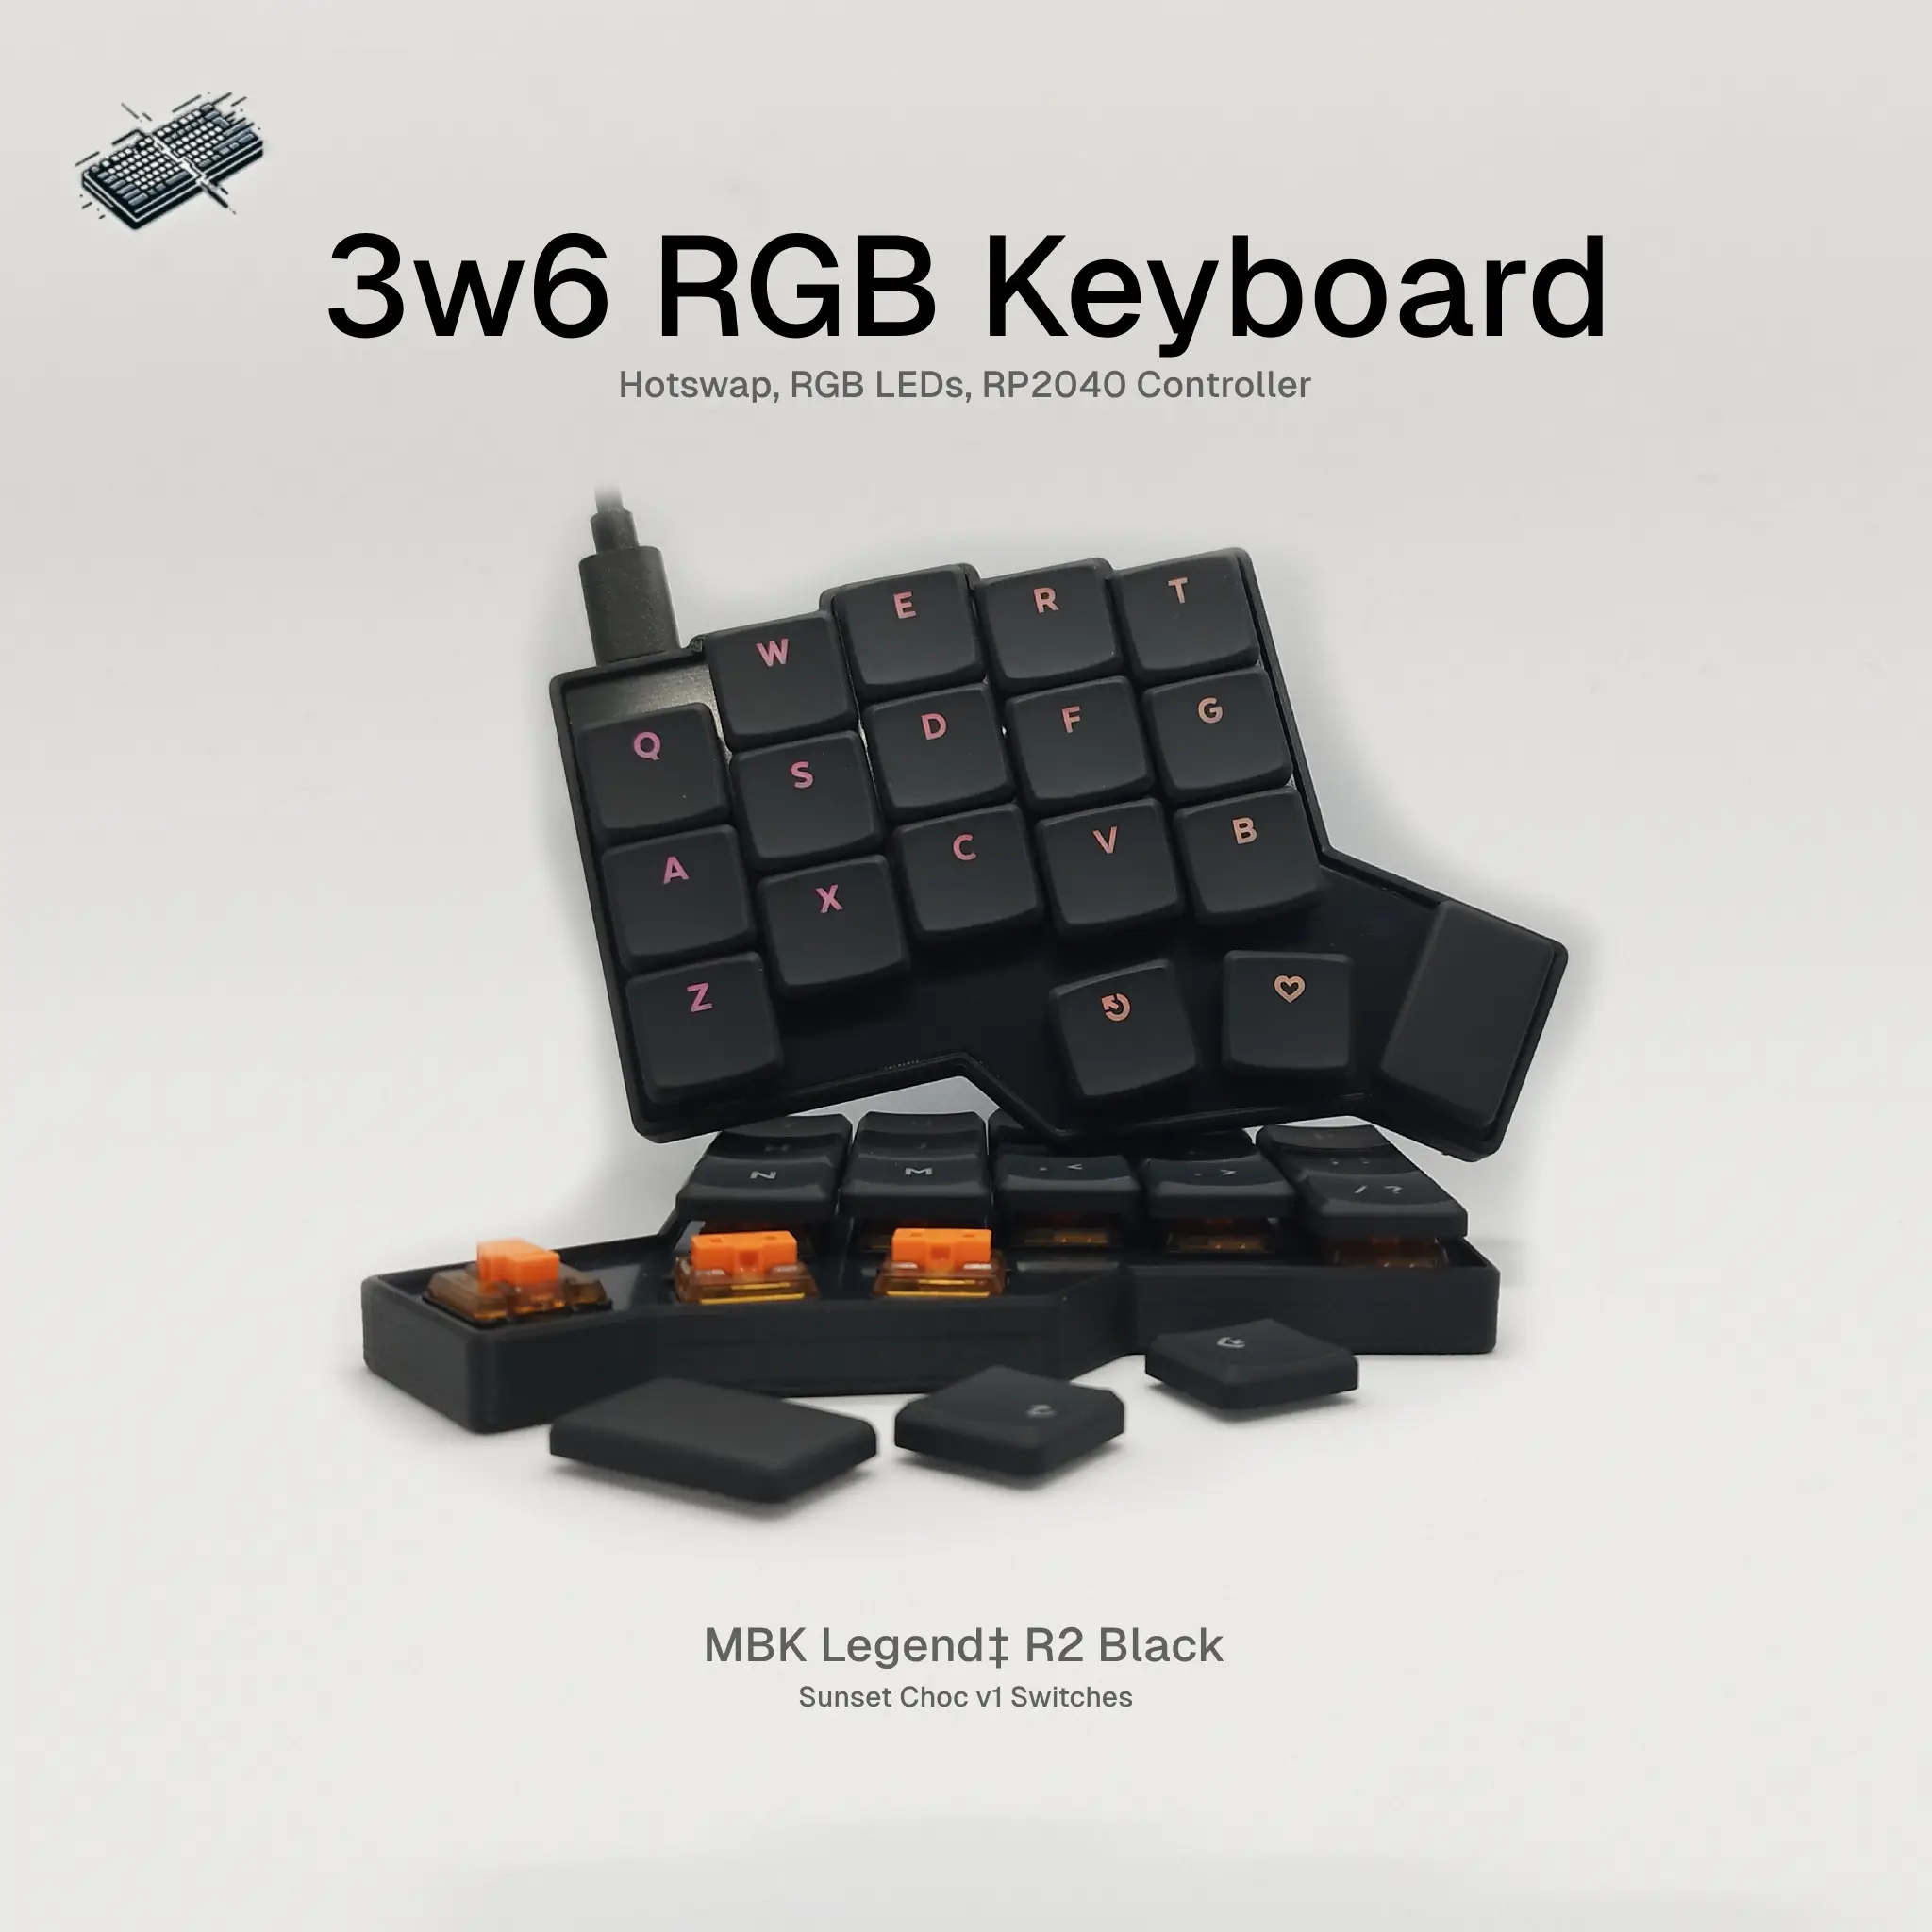 3w6 RGB Keyboard
Hotswap, RGB LEDs, RP2040 Controller
E R T
W
Q S D F G
A X C V B
Z
N M < > / ?
MBK Legend‡ R2 Black
Sunset Choc v1 Switches